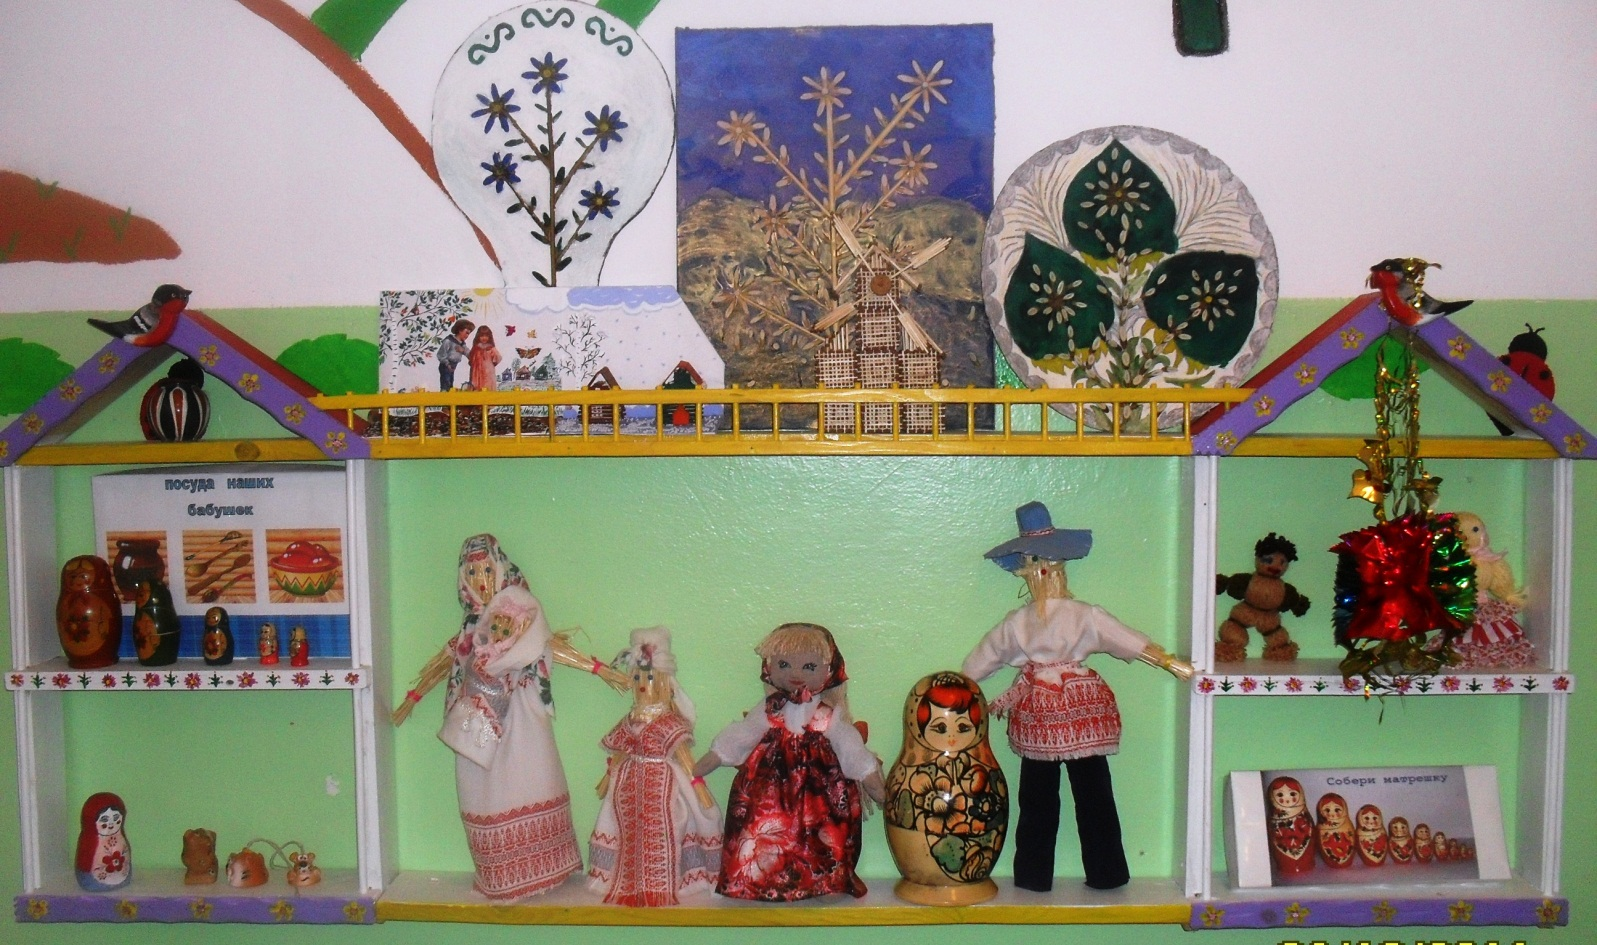 посуда наших
бабушек
Собери матрешку